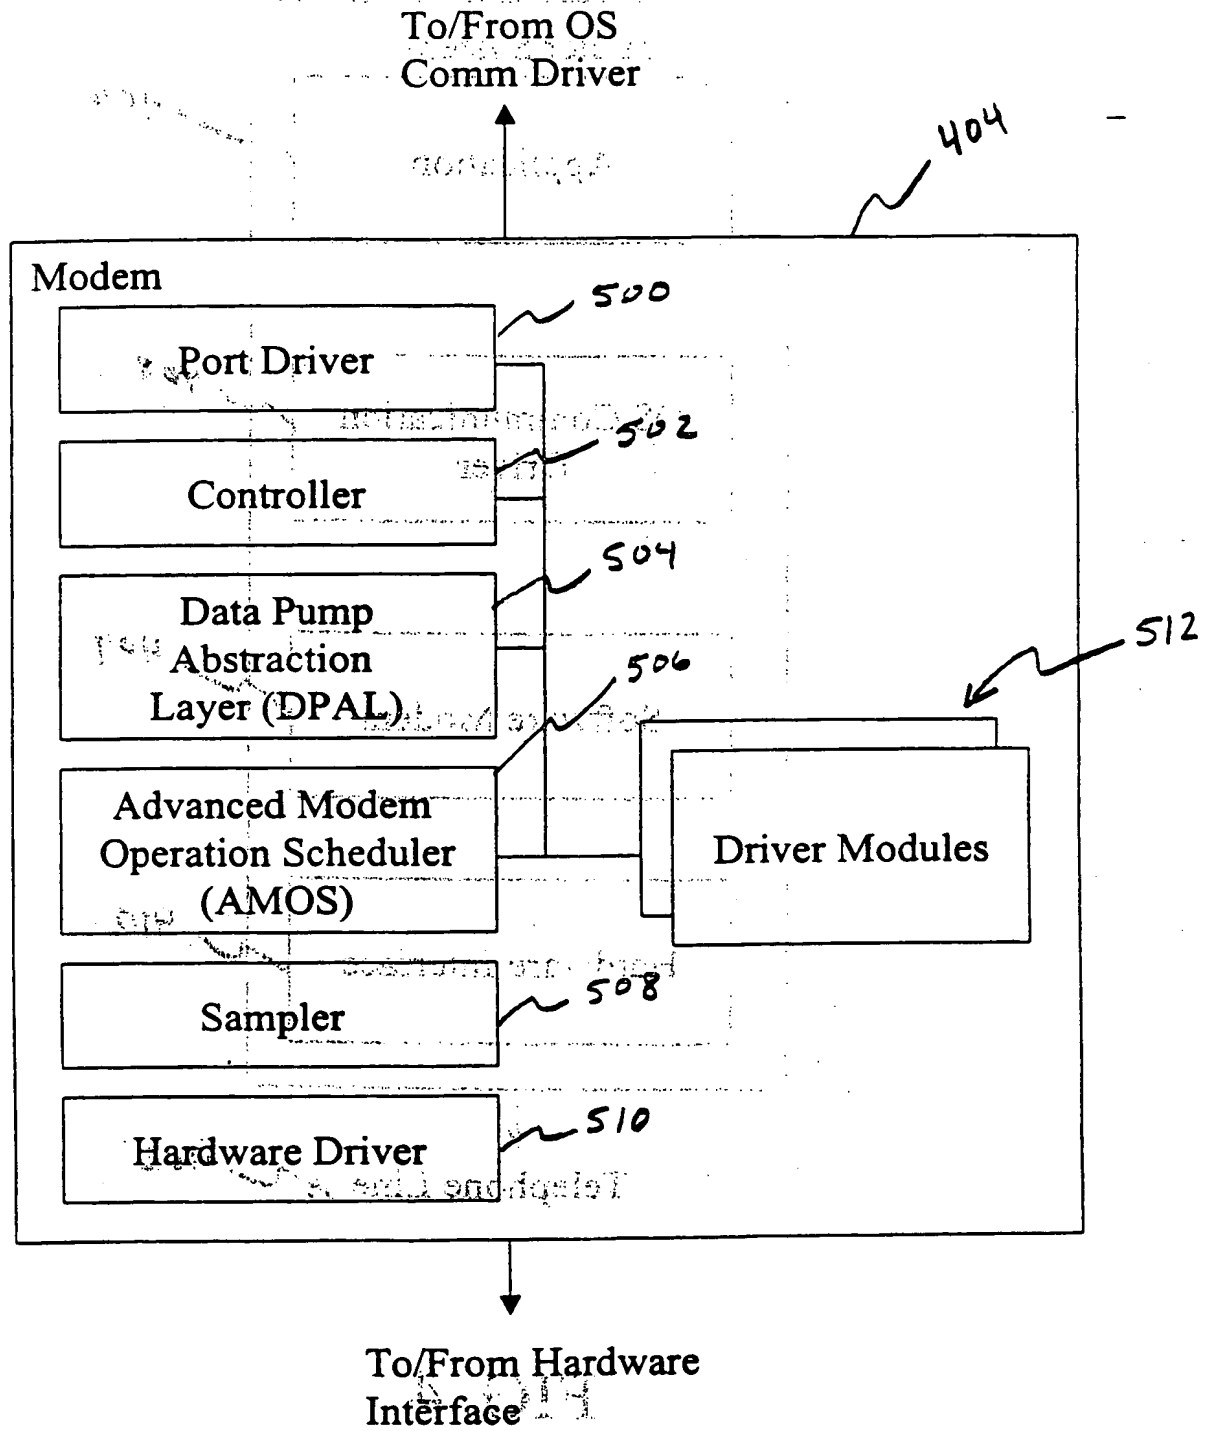 To/From OS
Comm Driver
404
Modem
500
Port Driver
502
Controller
504
Data Pump
Abstraction
Layer (DPAL)
512
506
Advanced Modem
Operation Scheduler
(AMOS)
Driver Modules
508
Sampler
510
Hardware Driver
To/From Hardware
Interface